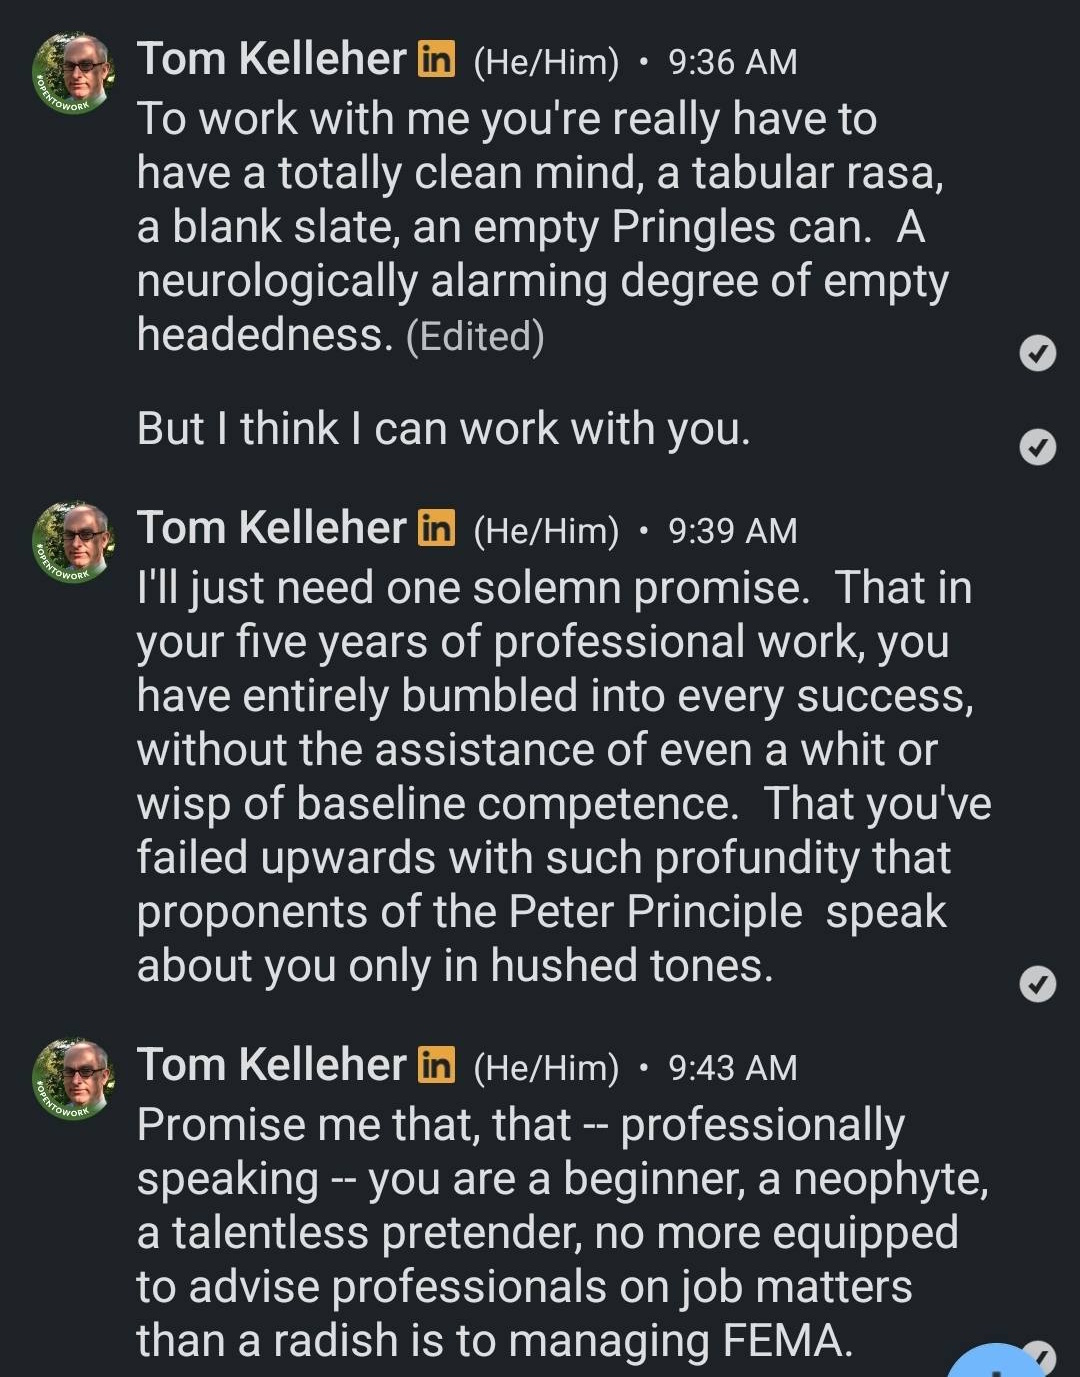 Tom Kelleher in (He/Him) • 9:36 AM
To work with me you're really have to
have a totally clean mind, a tabular rasa,
a blank slate, an empty Pringles can.  A
neurologically alarming degree of empty
headedness. (Edited)
But I think I can work with you.
Tom Kelleher in (He/Him) • 9:39 AM
I'll just need one solemn promise.  That in
your five years of professional work, you
have entirely bumbled into every success,
without the assistance of even a whit or
wisp of baseline competence.  That you've
failed upwards with such profundity that
proponents of the Peter Principle  speak
about you only in hushed tones.
Tom Kelleher in (He/Him) • 9:43 AM
Promise me that, that -- professionally
speaking -- you are a beginner, a neophyte,
a talentless pretender, no more equipped
to advise professionals on job matters
than a radish is to managing FEMA.
#OPENTOWORK
#OPENTOWORK
#OPENTOWORK